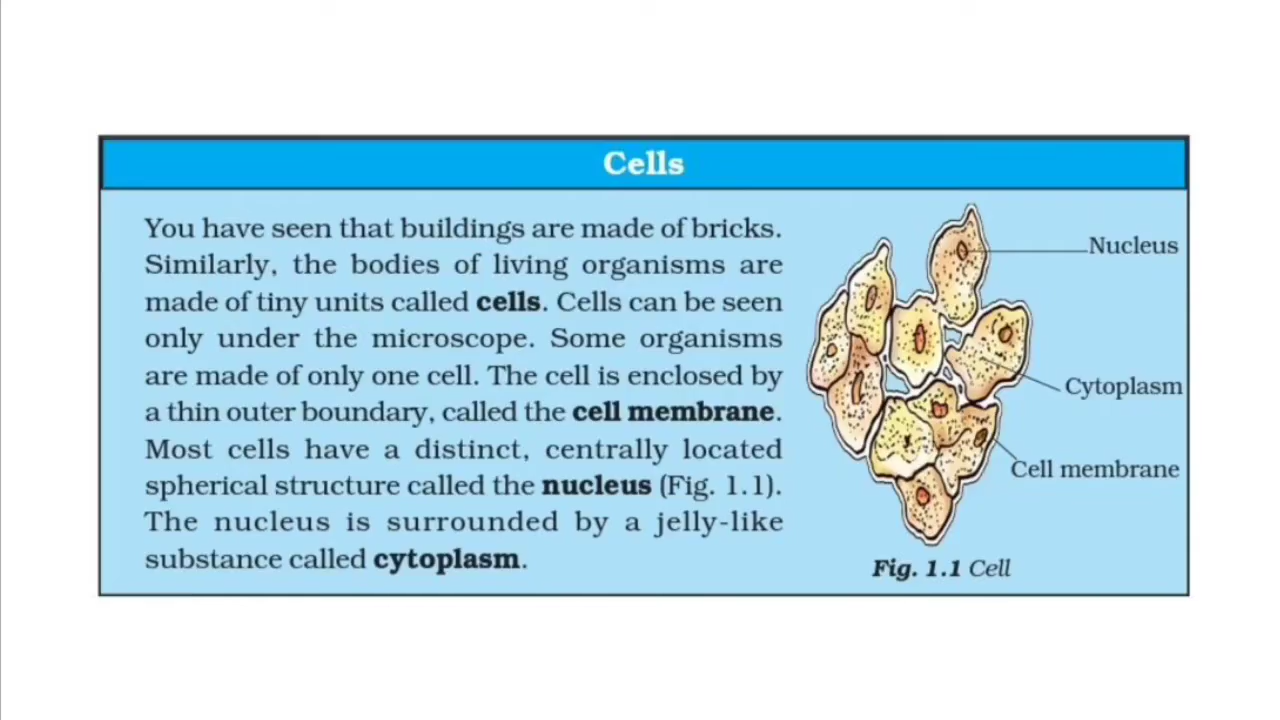 Cells
You have seen that buildings are made of bricks.
Similarly, the bodies of living organisms are
made of tiny units called cells. Cells can be seen
only under the microscope. Some organisms
are made of only one cell. The cell is enclosed by
a thin outer boundary, called the cell membrane.
Most cells have a distinct, centrally located
spherical structure called the nucleus (Fig. 1.1).
The nucleus is surrounded by a jelly-like
substance called cytoplasm.
Nucleus
Cytoplasm
Cell membrane
Fig. 1.1 Cell